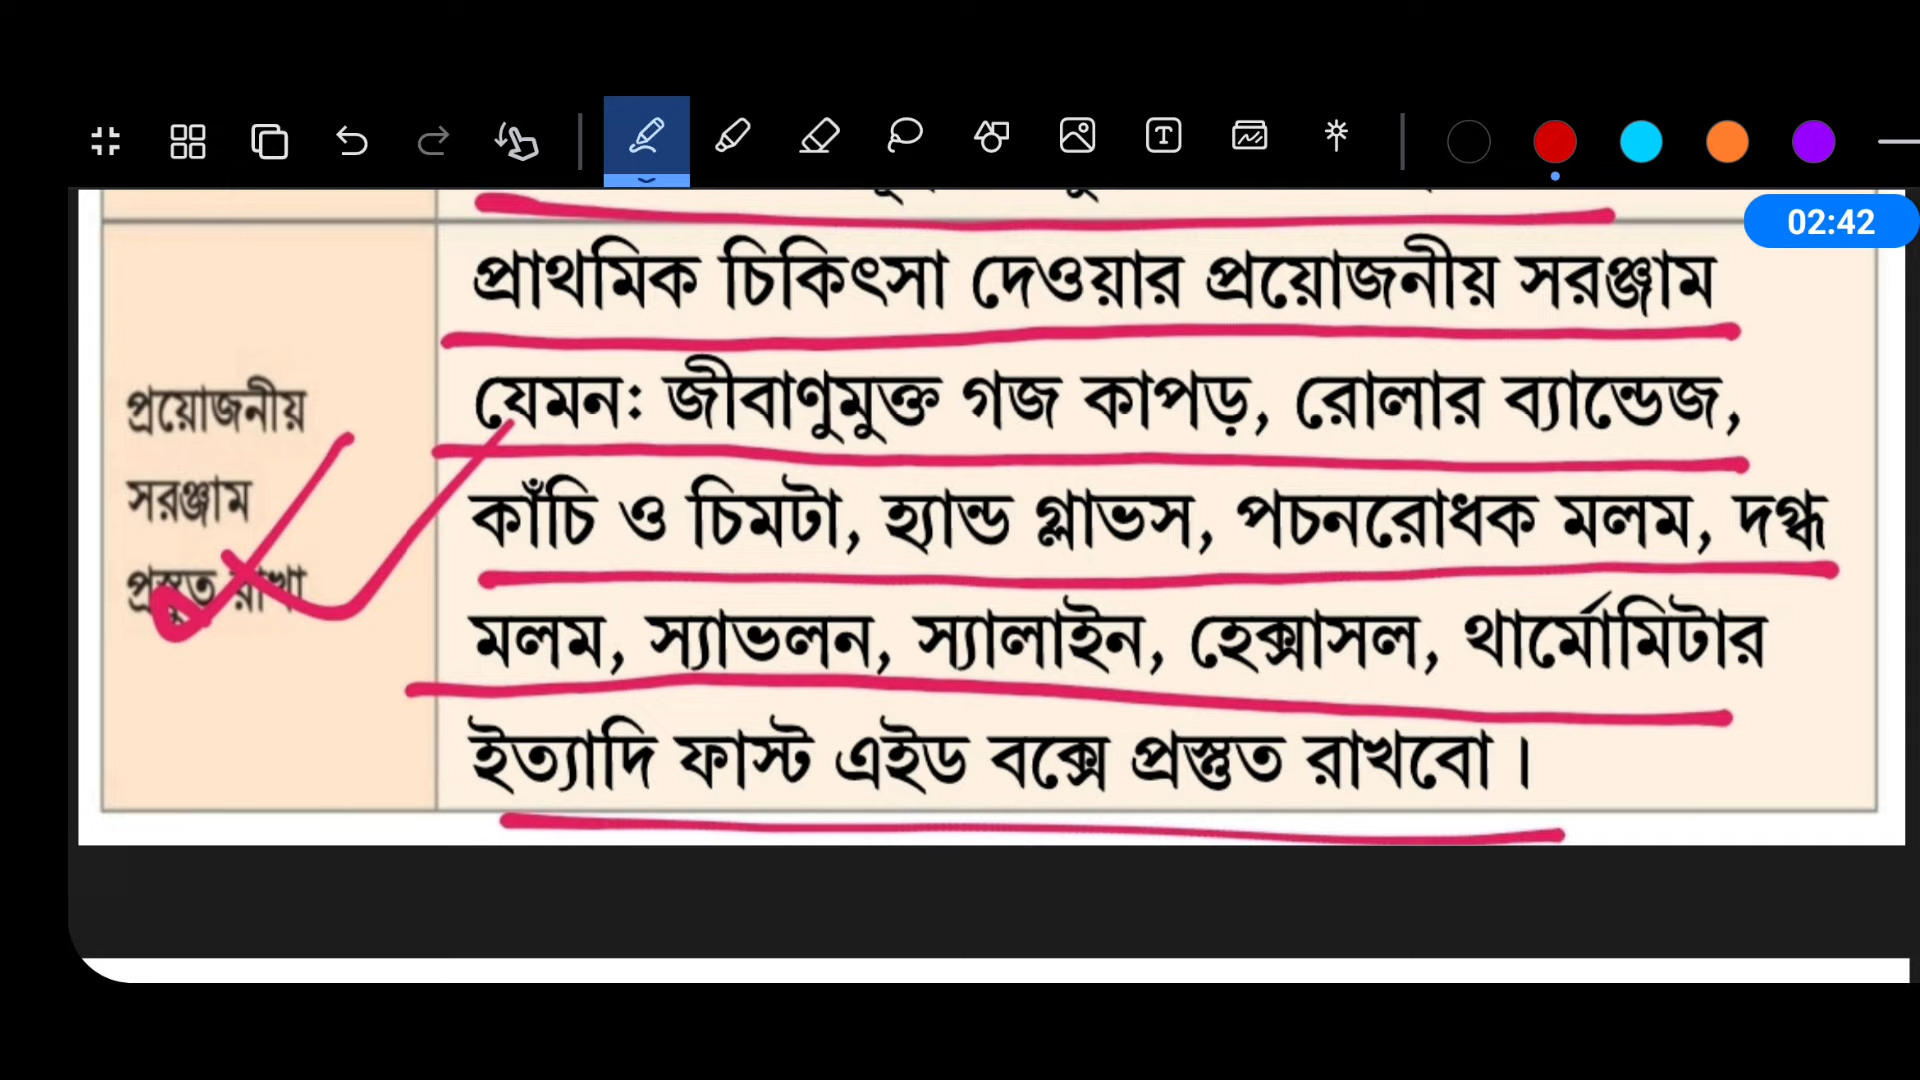 02:42
প্রয়োজনীয়
সরঞ্জাম
প্রস্তুত রাখা
প্রাথমিক চিকিৎসা দেওয়ার প্রয়োজনীয় সরঞ্জাম
যেমন: জীবাণুমুক্ত গজ কাপড়, রোলার ব্যান্ডেজ,
কাঁচি ও চিমটা, হ্যান্ড গ্লাভস, পচনরোধক মলম, দগ্ধ
মলম, স্যাভলন, স্যালাইন, হেক্সাসল, থার্মোমিটার
ইত্যাদি ফাস্ট এইড বক্সে প্রস্তুত রাখবো।